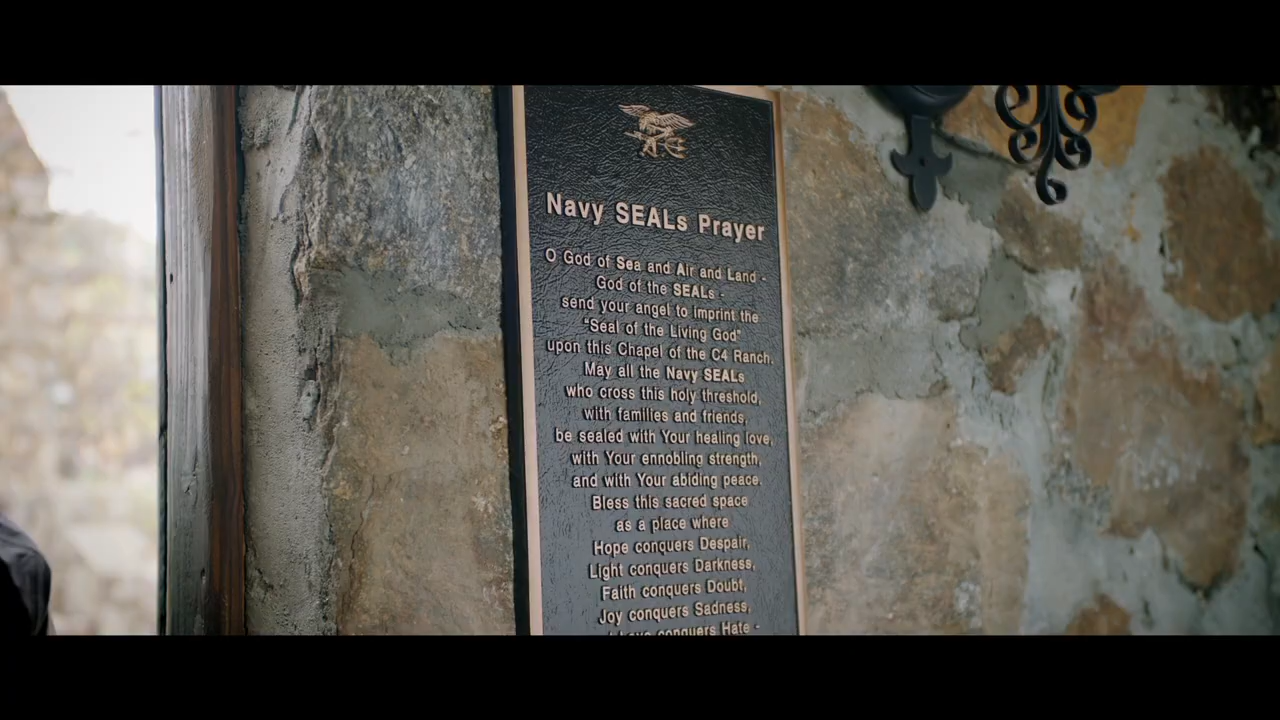 Navy SEALs Prayer
O God of Sea and Air and Land -
God of the SEALs -
send your angel to imprint the
“Seal of the Living God”
upon this Chapel of the C4 Ranch.
May all the Navy SEALs
who cross this holy threshold,
with families and friends,
be sealed with Your healing love,
with Your ennobling strength,
and with Your abiding peace.
Bless this sacred space
as a place where
Hope conquers Despair,
Light conquers Darkness,
Faith conquers Doubt,
Joy conquers Sadness,
Love conquers Hate -